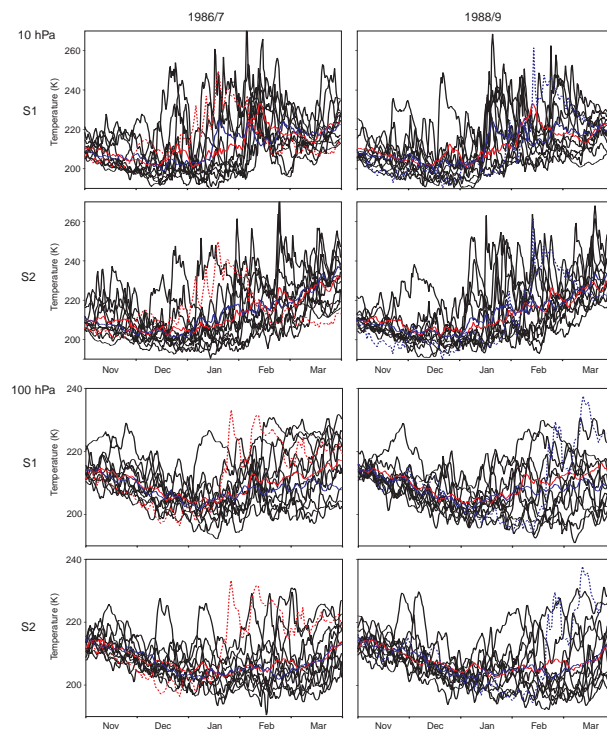 1986/7 1988/9
10 hPa
S1
Temperature (K)
260
240
220
200
S2
Temperature (K)
260
240
220
200
Nov Dec Jan Feb Mar Nov Dec Jan Feb Mar
100 hPa
S1
Temperature (K)
240
220
200
S2
Temperature (K)
240
220
200
Nov Dec Jan Feb Mar Nov Dec Jan Feb Mar